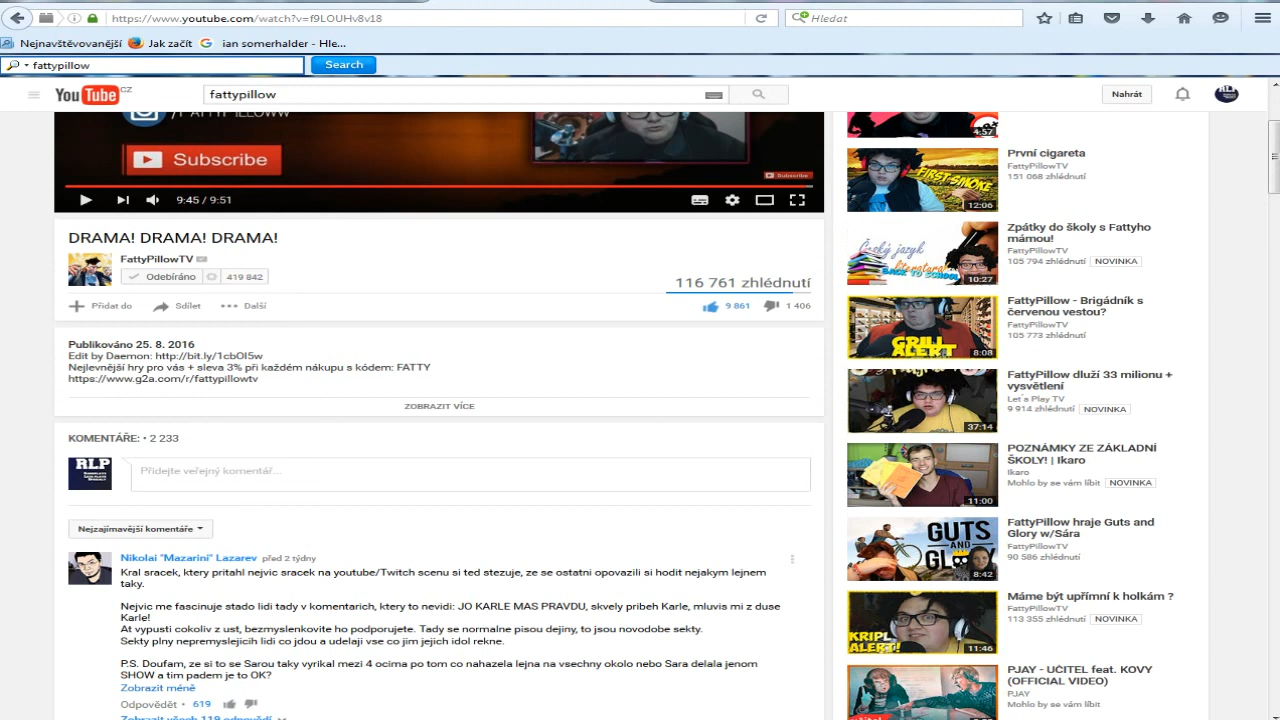 https://www.youtube.com/watch?v=f9LOUHv8v18
Hledat
Nejnavštěvovanější
Jak začít
ian somerhalder - Hle...
fattypillow
Search
YouTube CZ
fattypillow
Nahrát
RLP
/FATTYPILLOWW
Subscribe
Subscribe
9:45 / 9:51
DRAMA! DRAMA! DRAMA!
FattyPillowTV
Odebíráno
419 842
116 761 zhlédnutí
Přidat do
Sdílet
Další
9 861
1 406
Publikováno 25. 8. 2016
Edit by Daemon: http://bit.ly/1cbOI5w
Nejlevnější hry pro vás + sleva 3% při každém nákupu s kódem: FATTY
https://www.g2a.com/r/fattypillowtv
ZOBRAZIT VÍCE
KOMENTÁŘE: • 2 233
RLP
Přidejte veřejný komentář...
Nejzajímavější komentáře
Nikolai "Mazarini" Lazarev před 2 týdny
Kral sracek, ktery pritahl nejvic sracek na youtube/Twitch scenu si ted stezuje, ze se ostatni opovazili si hodit nejakym lejnem
taky.
Nejvic me fascinuje stado lidi tady v komentarich, ktery to nevidi: JO KARLE MAS PRAVDU, skvely pribeh Karle, mluvis mi z duse
Karle!
At vypusti cokoliv z ust, bezmyslenkovite ho podporujete. Tady se normalne pisou dejiny, to jsou novodobe sekty.
Sekty plny nepremyslejich lidi co jdou a udelaji vse co jim jejich idol rekne.
P.S. Doufam, ze si to se Sarou taky vyrikal mezi 4 ocima po tom co nahazela lejna na vsechny okolo nebo Sara delala jenom
SHOW a tim padem je to OK?
Zobrazit méně
Odpovědět • 619
Zobrazit všech 119 odpovědí
4:57
První cigareta
FattyPillowTV
151 068 zhlédnutí
FIRST SMOKE
12:06
Zpátky do školy s Fattyho
mámou!
FattyPillowTV
105 794 zhlédnutí NOVINKA
Český jazyk
literatura
BACK TO SCHOOL
10:27
FattyPillow - Brigádník s
červenou vestou?
FattyPillowTV
105 773 zhlédnutí
GRILL
ALERT
8:08
FattyPillow dluží 33 milionu +
vysvětlení
Let´s Play TV
9 914 zhlédnutí NOVINKA
37:14
POZNÁMKY ZE ZÁKLADNÍ
ŠKOLY! | Ikaro
Ikaro
Mohlo by se vám líbit NOVINKA
11:00
FattyPillow hraje Guts and
Glory w/Sára
FattyPillowTV
90 586 zhlédnutí
GUTS
AND
8:42
Máme být upřímní k holkám ?
FattyPillowTV
113 355 zhlédnutí NOVINKA
KRIPL
ALERT!
11:46
PJAY - UČITEL feat. KOVY
(OFFICIAL VIDEO)
PJAY
Mohlo by se vám líbit